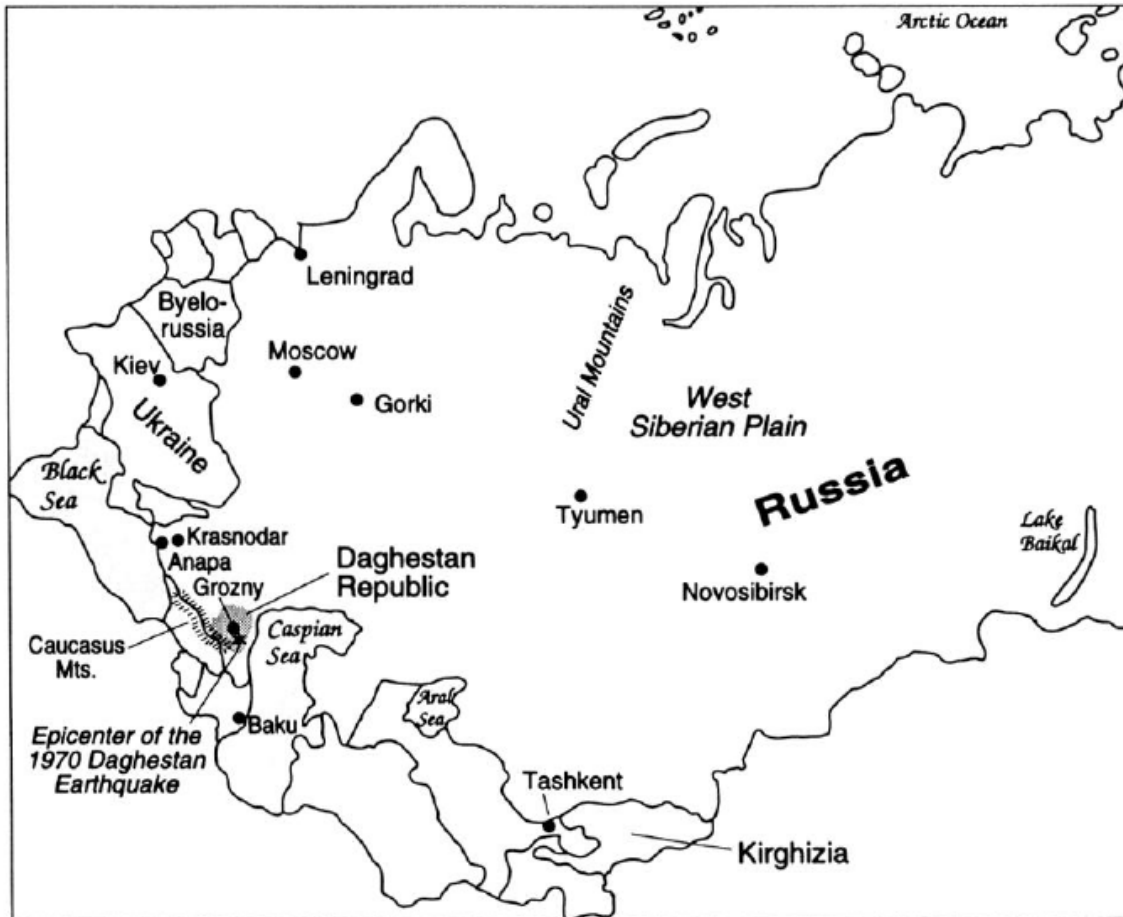 Arctic Ocean
Leningrad
Byelo-
russia
Moscow
Kiev
Gorki
Ukraine
Ural Mountains
West
Siberian Plain
Russia
Black
Sea
Tyumen
Lake
Baikal
Krasnodar
Anapa
Grozny
Daghestan
Republic
Novosibirsk
Caucasus
Mts.
Caspian
Sea
Aral
Sea
Baku
Epicenter of the
1970 Daghestan
Earthquake
Tashkent
Kirghizia